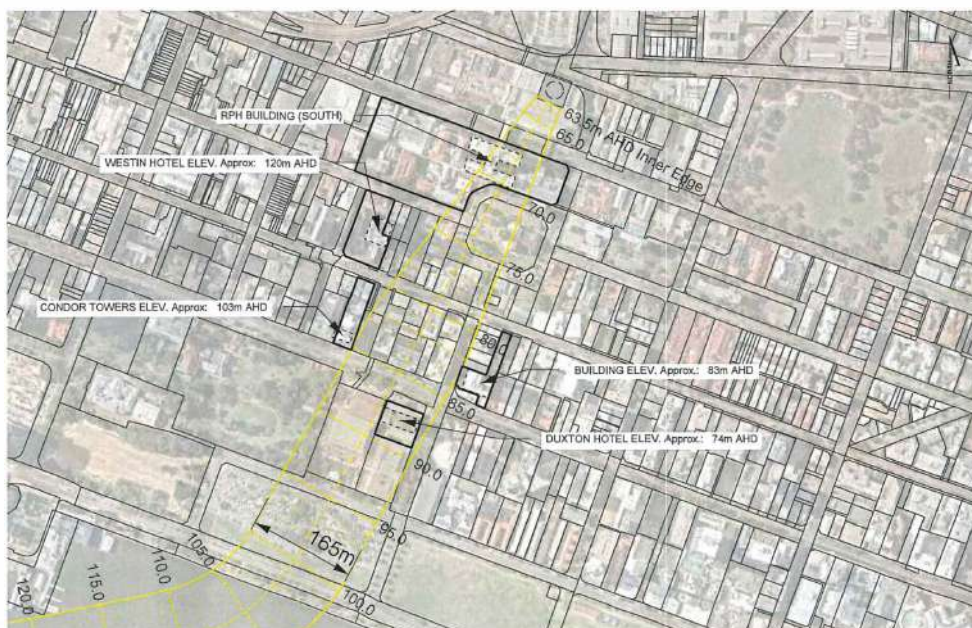 RPH BUILDING (SOUTH)
63.5m AHD Inner Edge
65.0
WESTIN HOTEL ELEV. Approx: 120m AHD
70.0
75.0
CONDOR TOWERS ELEV. Approx: 103m AHD
80.0
BUILDING ELEV. Approx.: 83m AHD
85.0
DUXTON HOTEL ELEV. Approx.: 74m AHD
90.0
95.0
165m
100.0
105.0
110.0
115.0
120.0